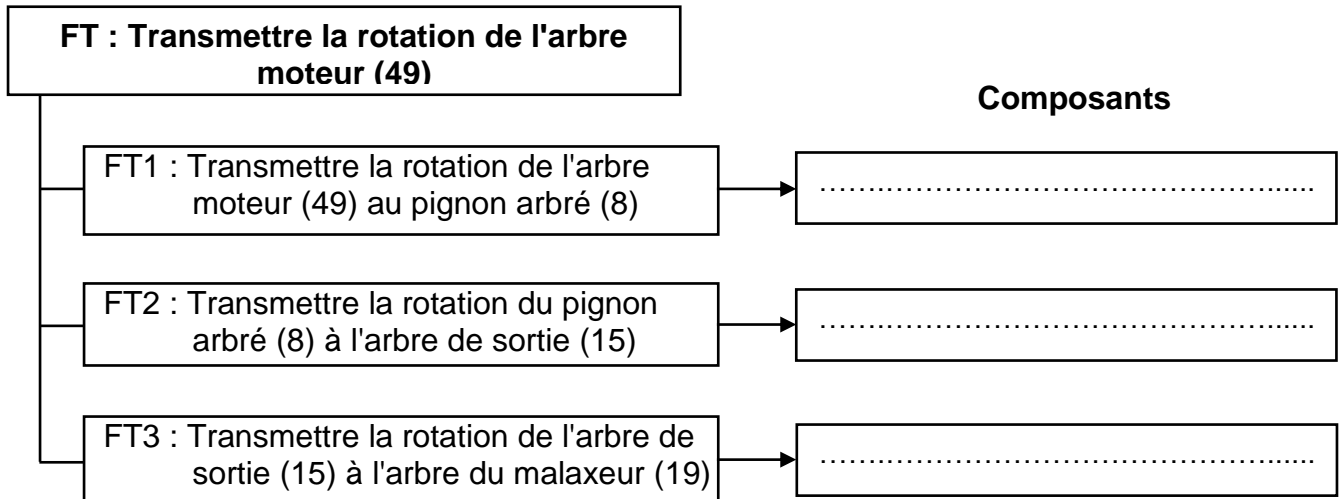 FT : Transmettre la rotation de l'arbre
moteur (49)
Composants
FT1 : Transmettre la rotation de l'arbre
moteur (49) au pignon arbré (8)
…….…………………………………….......
FT2 : Transmettre la rotation du pignon
arbré (8) à l'arbre de sortie (15)
…….…………………………………….......
FT3 : Transmettre la rotation de l'arbre de
sortie (15) à l'arbre du malaxeur (19)
…….…………………………………….......